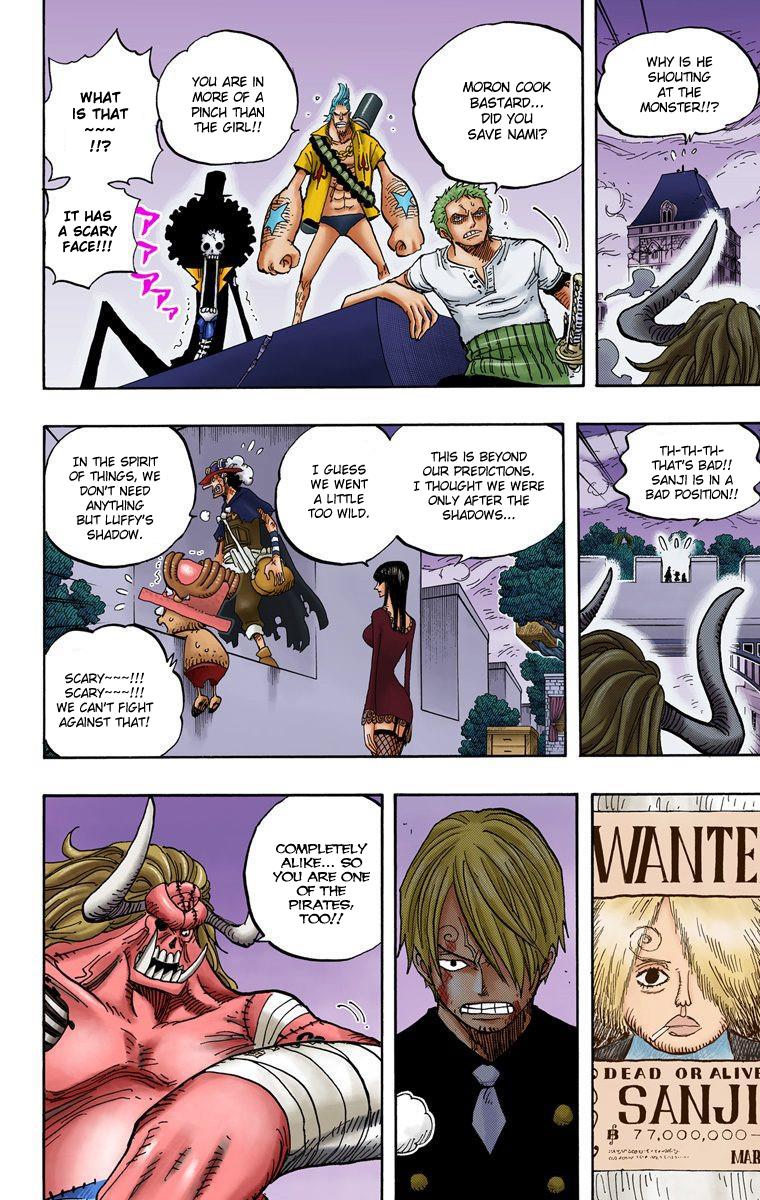 WHY IS HE
SHOUTING
AT THE
MONSTER!!?
MORON COOK
BASTARD...
DID YOU
SAVE NAMI?
YOU ARE IN
MORE OF A
PINCH THAN
THE GIRL!!
WHAT
IS THAT
~~~
!!?
IT HAS
A SCARY
FACE!!!
アアアア
TH-TH-TH-
THAT'S BAD!!
SANJI IS IN A
BAD POSITION!!
THIS IS BEYOND
OUR PREDICTIONS.
I THOUGHT WE WERE
ONLY AFTER THE
SHADOWS...
I GUESS
WE WENT
A LITTLE
TOO WILD.
IN THE SPIRIT
OF THINGS, WE
DON'T NEED
ANYTHING
BUT LUFFY'S
SHADOW.
SCARY~~~!!!
SCARY~~~!!!
WE CAN'T FIGHT
AGAINST THAT!
WANTE
DEAD OR ALIVE
SANJI
฿ 77,000,000
MAR
COMPLETELY
ALIKE... SO
YOU ARE
ONE OF THE
PIRATES,
TOO!!